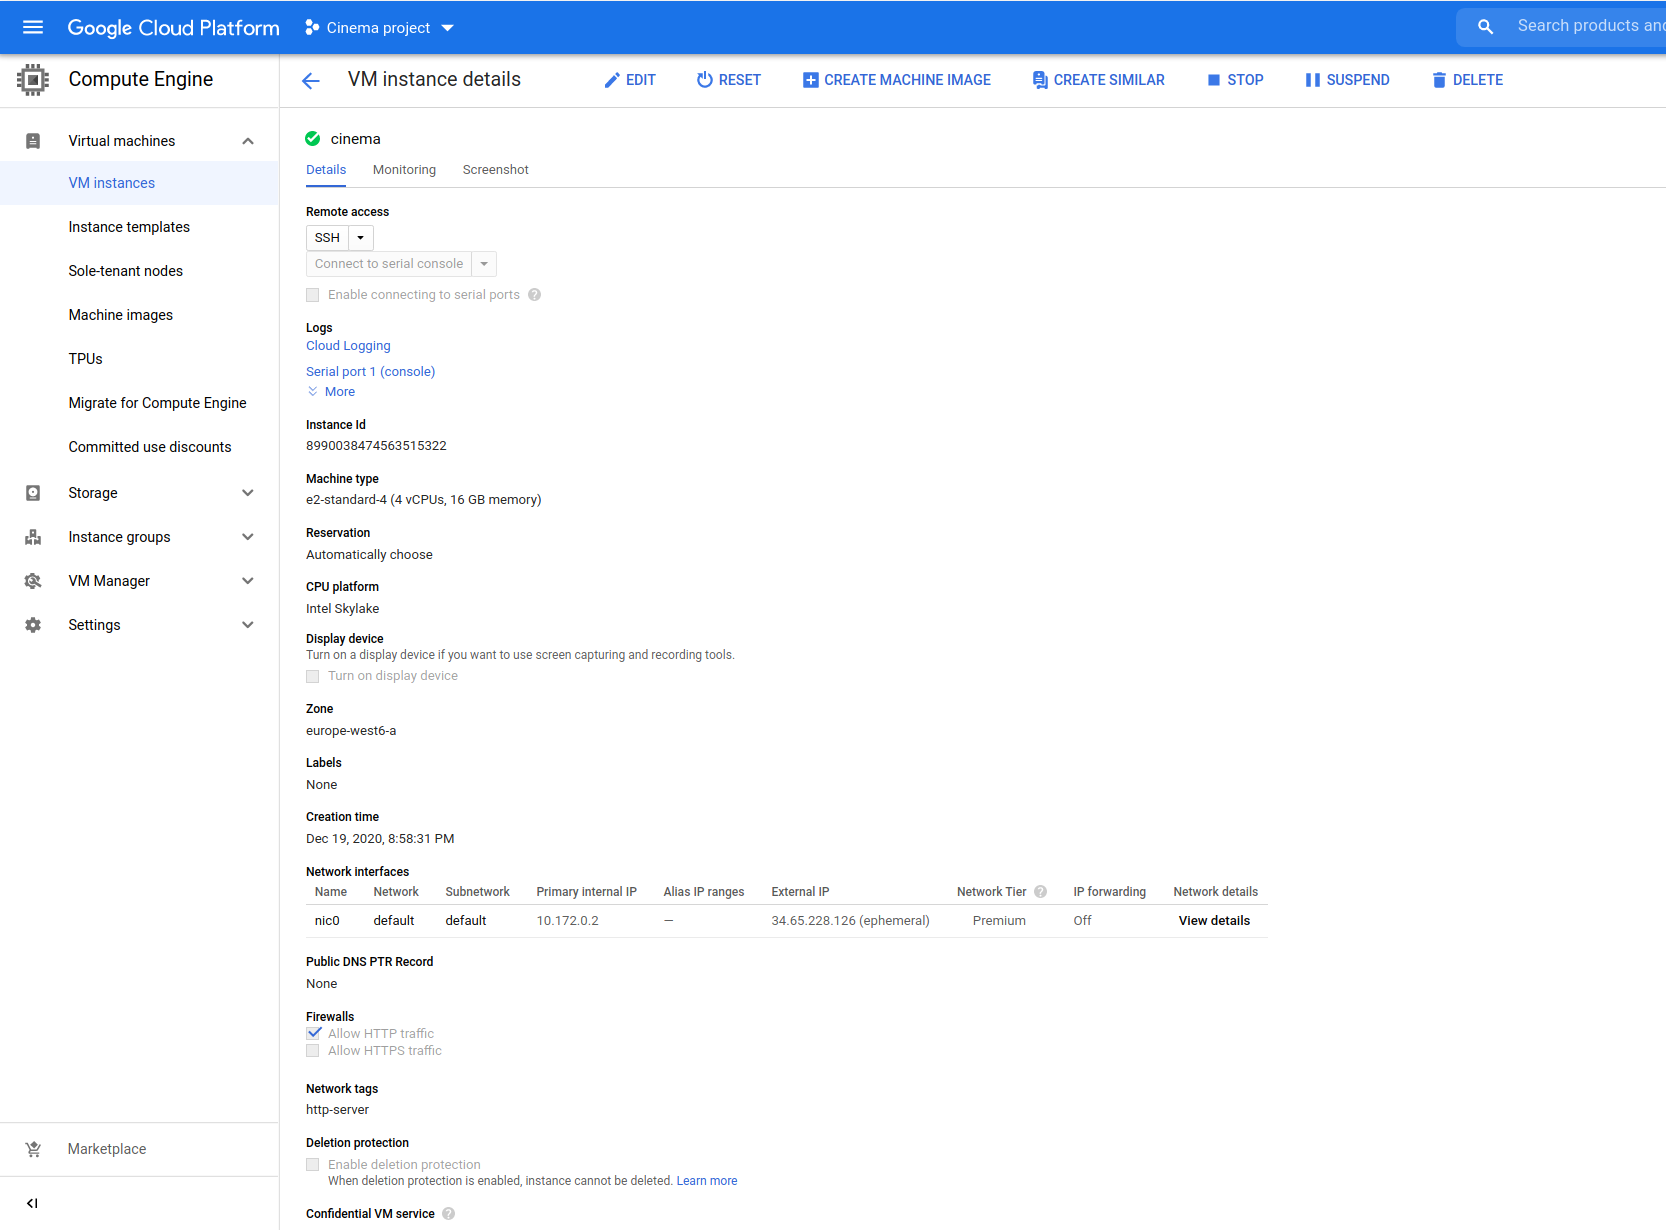 Google Cloud Platform
Cinema project
Search products and
Compute Engine
VM instance details
EDIT
RESET
CREATE MACHINE IMAGE
CREATE SIMILAR
STOP
SUSPEND
DELETE
Virtual machines
VM instances
Instance templates
Sole-tenant nodes
Machine images
TPUs
Migrate for Compute Engine
Committed use discounts
Storage
Instance groups
VM Manager
Settings
Marketplace
cinema
Details Monitoring Screenshot
Remote access
SSH
Connect to serial console
Enable connecting to serial ports ?
Logs
Cloud Logging
Serial port 1 (console)
More
Instance Id
8990038474563515322
Machine type
e2-standard-4 (4 vCPUs, 16 GB memory)
Reservation
Automatically choose
CPU platform
Intel Skylake
Display device
Turn on a display device if you want to use screen capturing and recording tools.
Turn on display device
Zone
europe-west6-a
Labels
None
Creation time
Dec 19, 2020, 8:58:31 PM
Network interfaces
Name Network Subnetwork Primary internal IP Alias IP ranges External IP Network Tier ? IP forwarding Network details
nic0 default default 10.172.0.2 — 34.65.228.126 (ephemeral) Premium Off View details
Public DNS PTR Record
None
Firewalls
Allow HTTP traffic
Allow HTTPS traffic
Network tags
http-server
Deletion protection
Enable deletion protection
When deletion protection is enabled, instance cannot be deleted. Learn more
Confidential VM service ?